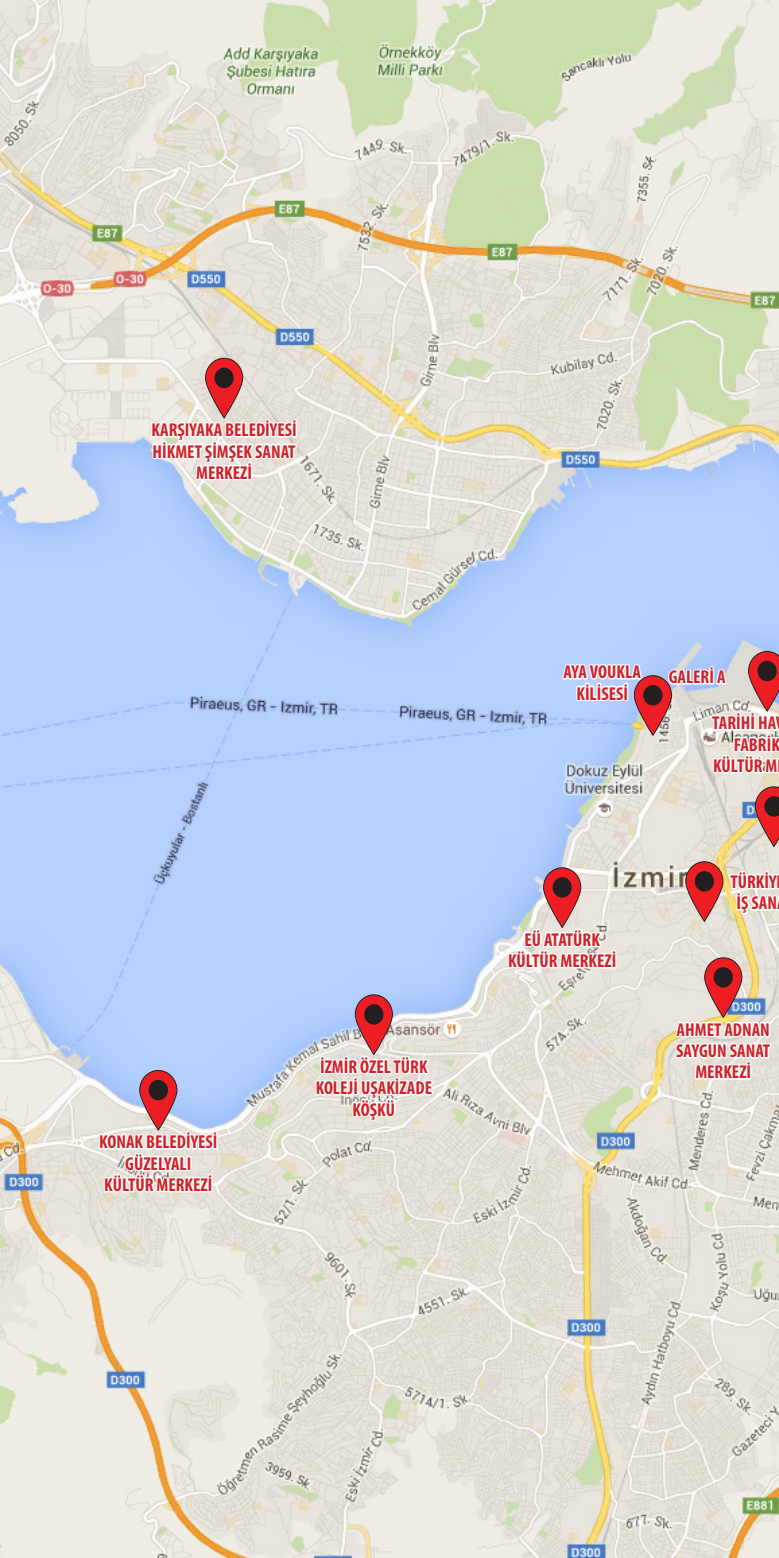 Add Karşıyaka
Şubesi Hatıra
Ormanı
Örnekköy
Milli Parkı
Sancaklı Yolu
8050. Sk
7449. Sk.
7479/1. Sk.
7355. Sk
E87
7532. Sk.
E87
E87
7171. Sk
7020. Sk.
O-30
O-30
D550
E87
D550
Girne Blv
Kubilay Cd.
7020. Sk.
KARŞIYAKA BELEDİYESİ
HİKMET ŞİMŞEK SANAT
MERKEZİ
1671. Sk.
Girne Blv
D550
1735. Sk.
Cemal Gürsel Cd.
AYA VOUKLA
KİLİSESİ
GALERİ A
Piraeus, GR - Izmir, TR
Piraeus, GR - Izmir, TR
Liman Cd.
TARİHİ HAV
FABRİK
KÜLTÜR M
Dokuz Eylül
Üniversitesi
Üçkuyular - Bostanlı
İzmir
TÜRKİY
İŞ SANA
EÜ ATATÜRK
KÜLTÜR MERKEZİ
D300
574. Sk.
AHMET ADNAN
SAYGUN SANAT
MERKEZİ
Asansör
Mustafa Kemal Sahil B
İZMİR ÖZEL TÜRK
KOLEJİ UŞAKİZADE
KÖŞKÜ
Ali Rıza Avni Blv
Menderes Cd.
Fevzi Çakma
KONAK BELEDİYESİ
GÜZELYALI
KÜLTÜR MERKEZİ
D300
Polat Cd.
Mehmet Akif Cd.
D300
52/1. Sk.
Eski İzmir Cd.
Akdoğan Cd.
Men
Koşu Yolu Cd
9601. Sk
4551. Sk.
Uğu
D300
Aydın Hatboyu Cd
D300
5714/1. Sk.
289. Sk.
Öğretmen Rasime Şeyhoğlu Sk.
Eski İzmir Cd.
Gazeteci Y
3959. Sk.
E881
677. Sk.
D300